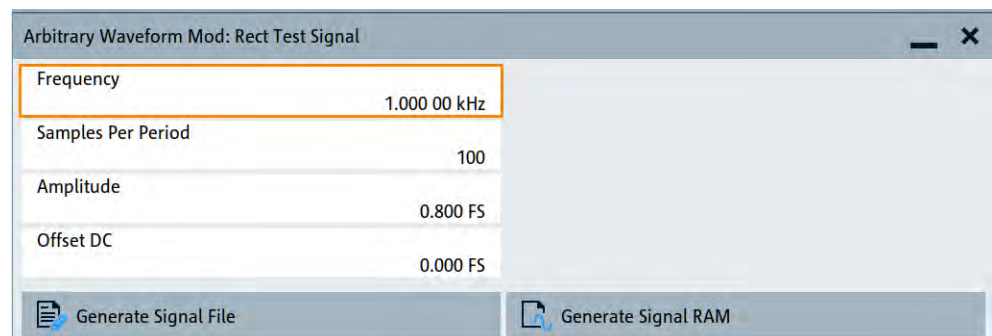 Arbitrary Waveform Mod: Rect Test Signal
Frequency
1.000 00 kHz
Samples Per Period
100
Amplitude
0.800 FS
Offset DC
0.000 FS
Generate Signal File
Generate Signal RAM